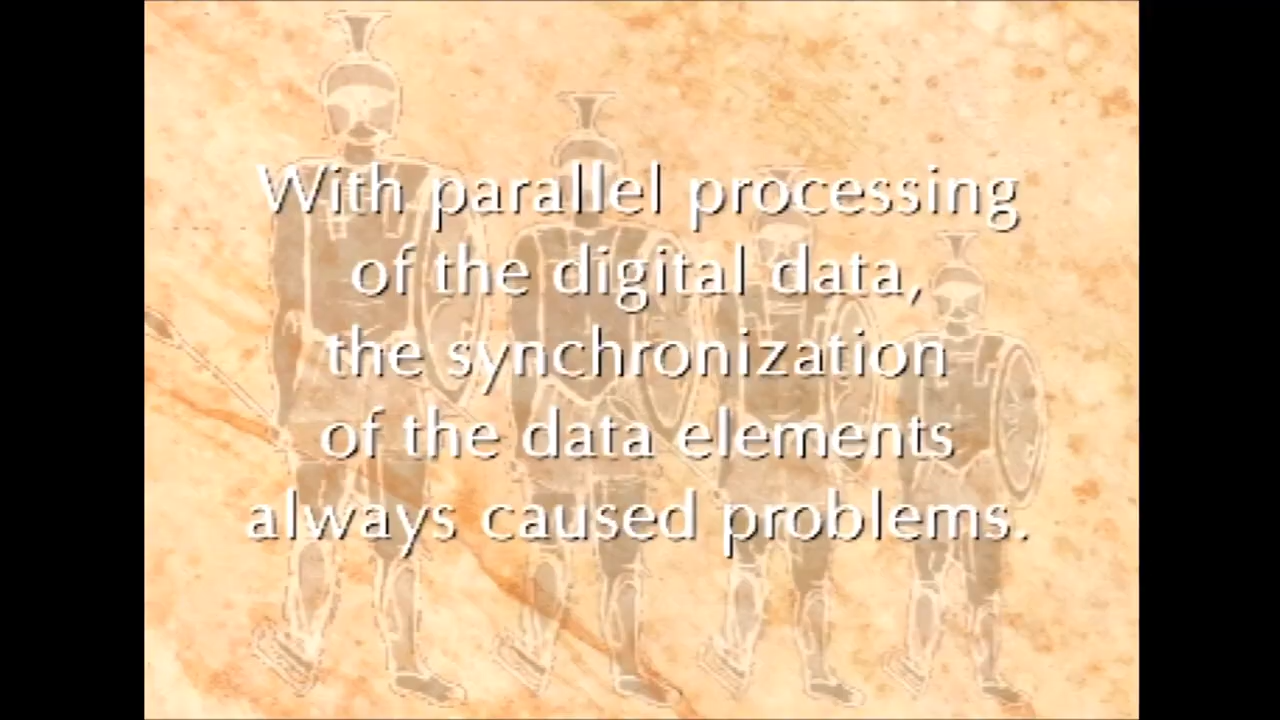 With parallel processing
of the digital data,
the synchronization
of the data elements
always caused problems.